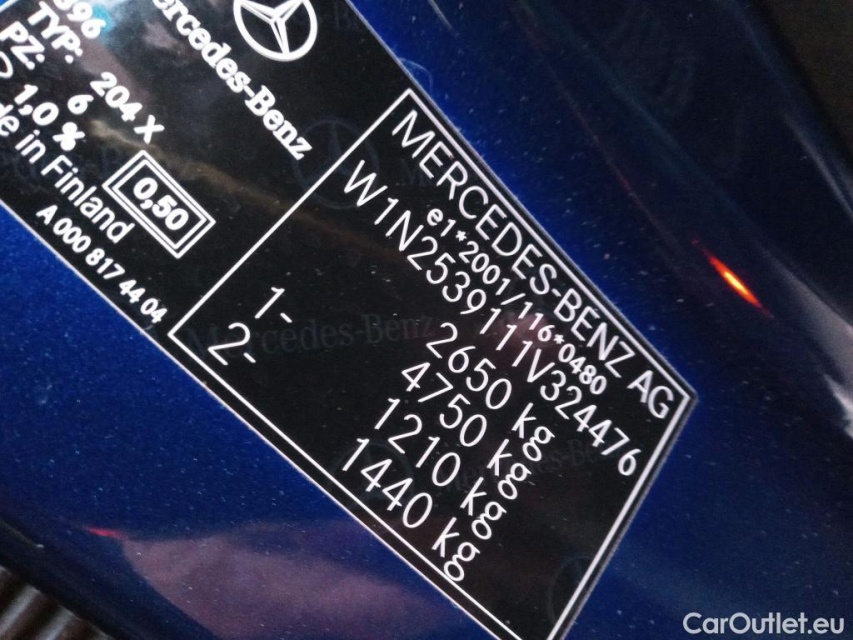 896
TYP: 204 X
PZ: 6
1,0 %
0,50
in Finland
A 000 817 44 04
Mercedes-Benz
MERCEDES-BENZ AG
e1*2001/116*0480
W1N2539111V324476
2650 kg
4750 kg
1- 1210 kg
2- 1440 kg
CarOutlet.eu